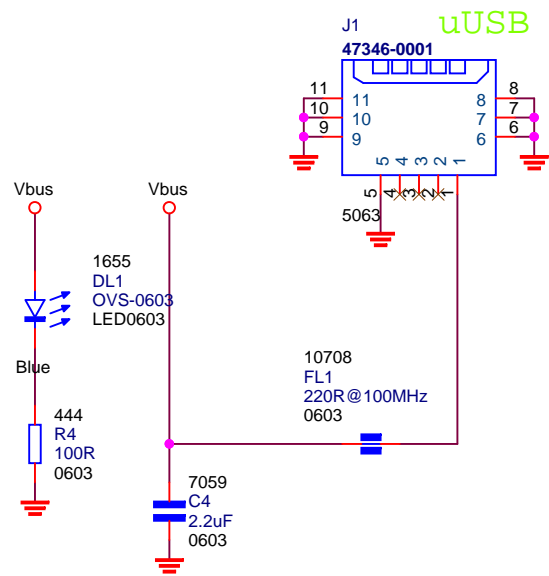 uUSB
J1
47346-0001
11 11 8 8
10 10 7 7
9 9 6 6
5 4 3 2 1
5 4 3 2 1
5063
Vbus Vbus
1655
DL1
OVS-0603
LED0603
Blue
10708
FL1
220R@100MHz
0603
444
R4
100R
0603
7059
C4
2.2uF
0603